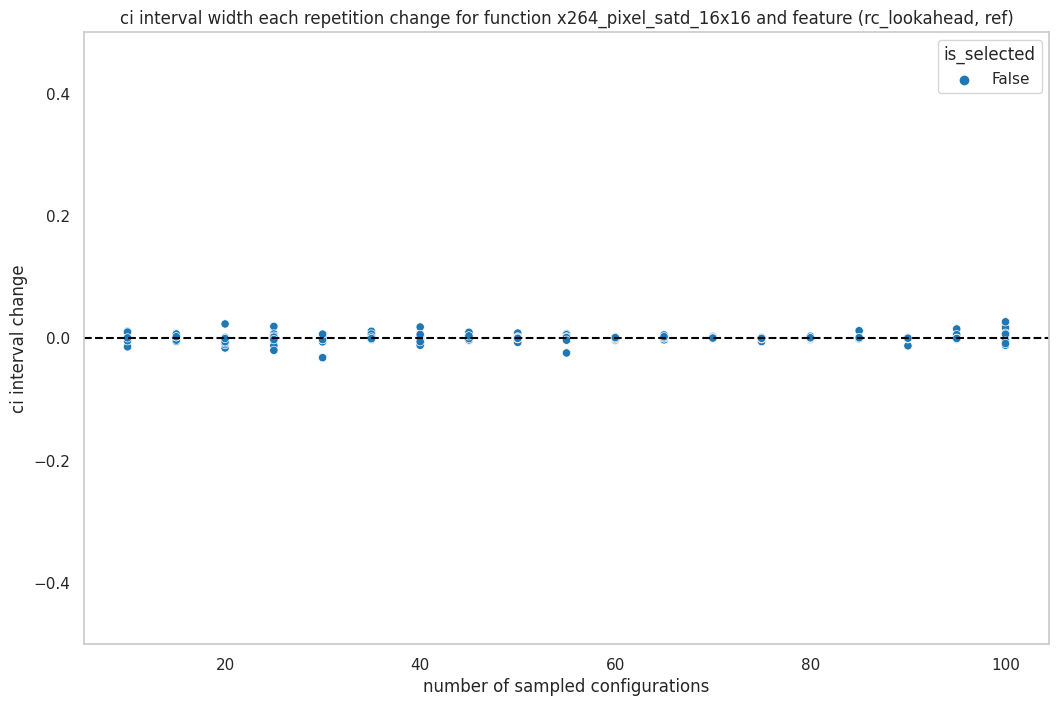 ci interval width each repetition change for function x264_pixel_satd_16x16 and feature (rc_lookahead, ref)
is_selected
False
0.4
0.2
0.0
−0.2
−0.4
ci interval change
20
40
60
80
100
number of sampled configurations